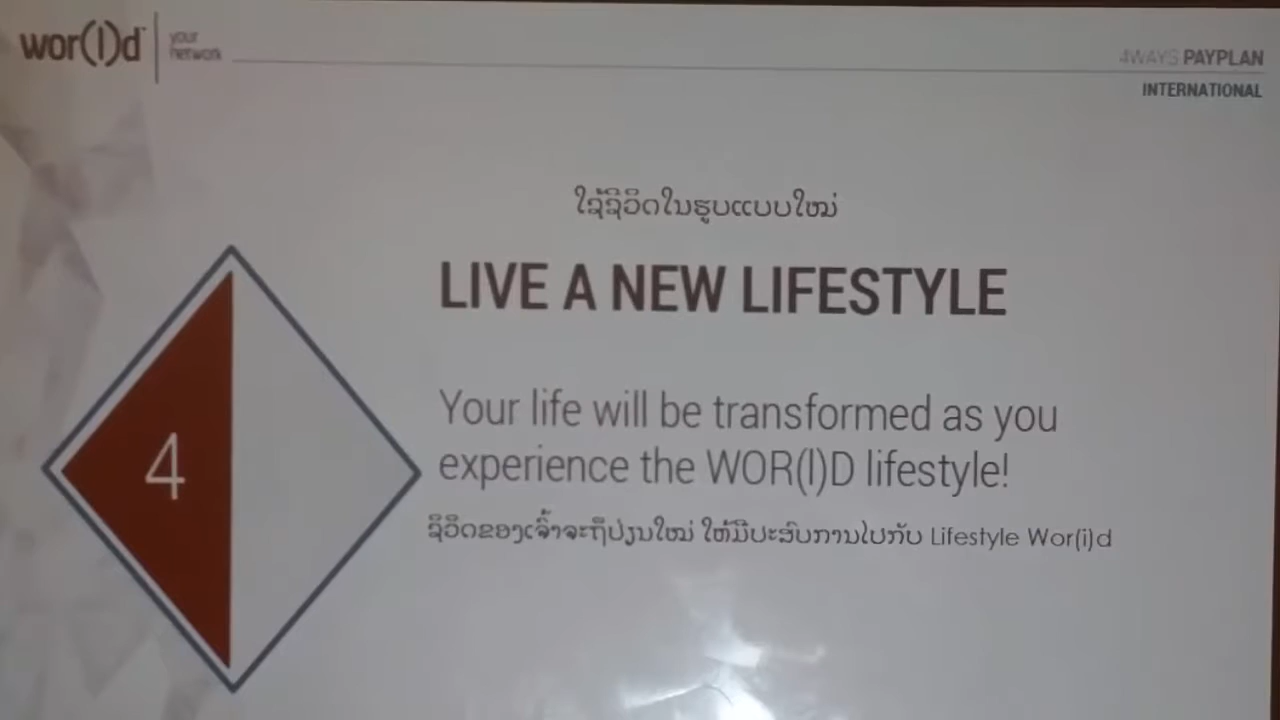 wor(l)d™
your
network
4WAYS PAYPLAN
INTERNATIONAL
ໃຊ້ຊີວິດໃນຮູບແບບໃໝ່
LIVE A NEW LIFESTYLE
4
Your life will be transformed as you
experience the WOR(l)D lifestyle!
ຊີວິດຂອງເຈົ້າຈະຖືປ່ຽນໃໝ່ ໃຫ້ມີປະສົບການໄປກັບ Lifestyle Wor(i)d